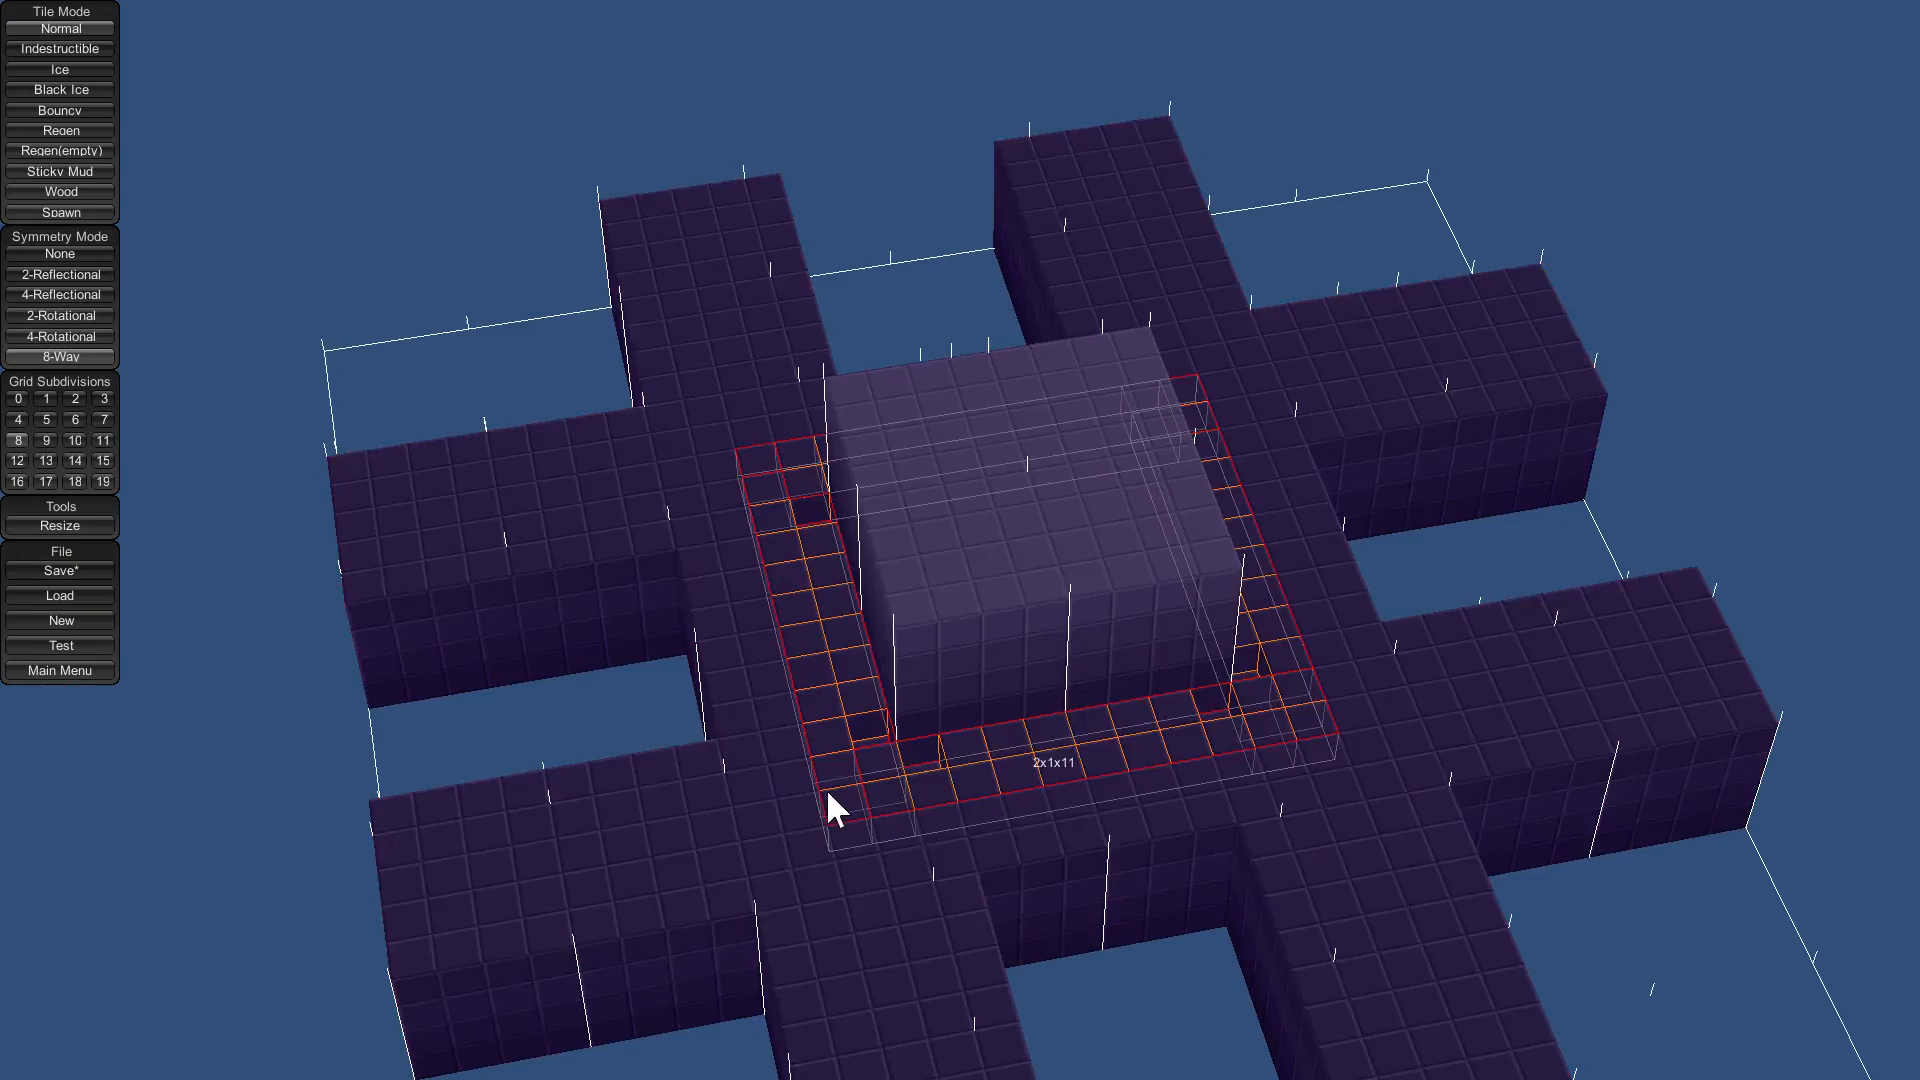 Tile Mode
Normal
Indestructible
Ice
Black Ice
Bouncy
Regen
Regen(empty)
Sticky Mud
Wood
Spawn
Symmetry Mode
None
2-Reflectional
4-Reflectional
2-Rotational
4-Rotational
8-Way
Grid Subdivisions
0 1 2 3
4 5 6 7
8 9 10 11
12 13 14 15
16 17 18 19
Tools
Resize
File
Save*
Load
New
Test
Main Menu
2x1x11